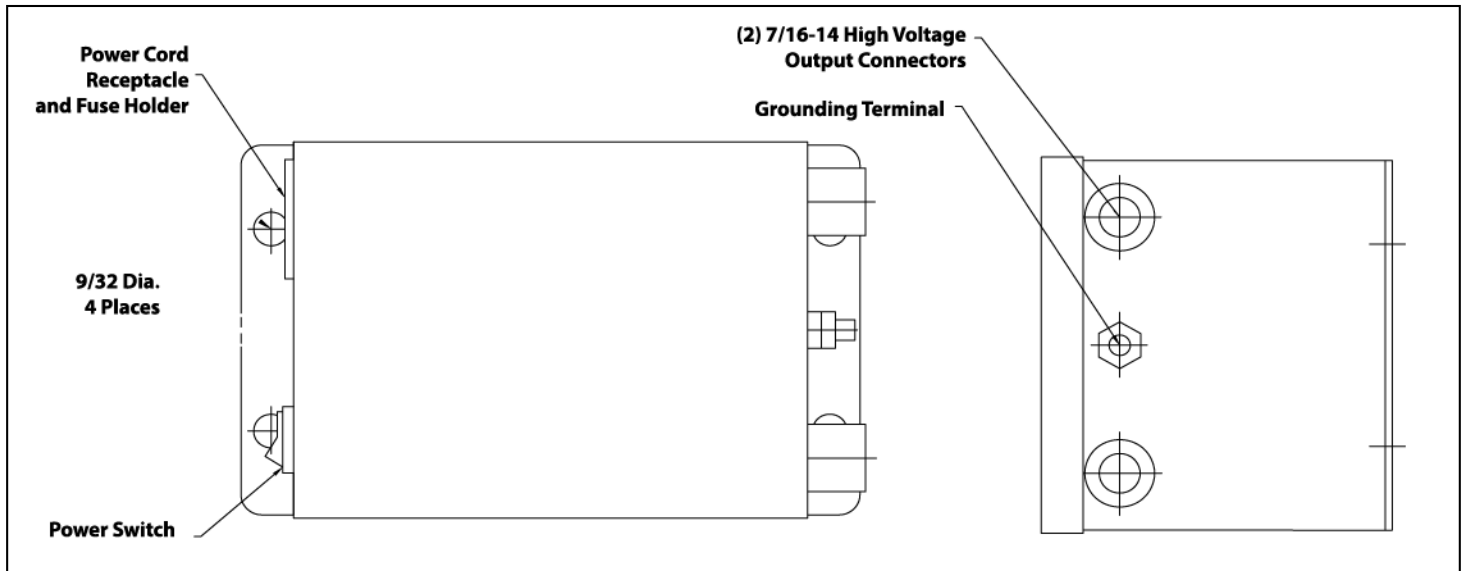 Power Cord
Receptacle
and Fuse Holder
(2) 7/16-14 High Voltage
Output Connectors
Grounding Terminal
9/32 Dia.
4 Places
Power Switch